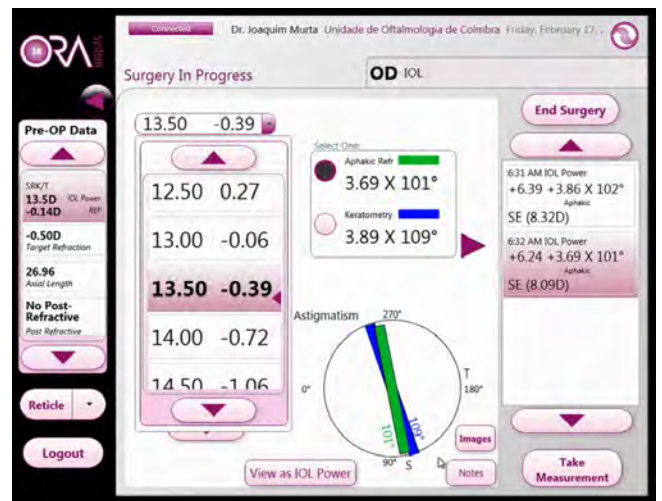 ORA System
Connected Dr. Joaquim Murta Unidade de Oftalmologia de Coimbra Friday, February 17, ..
Surgery In Progress
OD IOL
Pre-OP Data
SRK/T
13.5D IOL Power
-0.14D REF
-0.50D
Target Refraction
26.96
Axial Length
No Post-
Refractive
Post Refractive
Reticle
Logout
13.50 -0.39
12.50 0.27
13.00 -0.06
13.50 -0.39
14.00 -0.72
14.50 -1.06
Select One:
Aphakic Refr
3.69 X 101°
Keratometry
3.89 X 109°
Astigmatism
270°
0°
T
180°
101°
109°
90°
S
View as IOL Power
Images
Notes
End Surgery
6:31 AM IOL Power
+6.39 +3.86 X 102°
Aphakic
SE (8.32D)
6:32 AM IOL Power
+6.24 +3.69 X 101°
Aphakic
SE (8.09D)
Take
Measurement